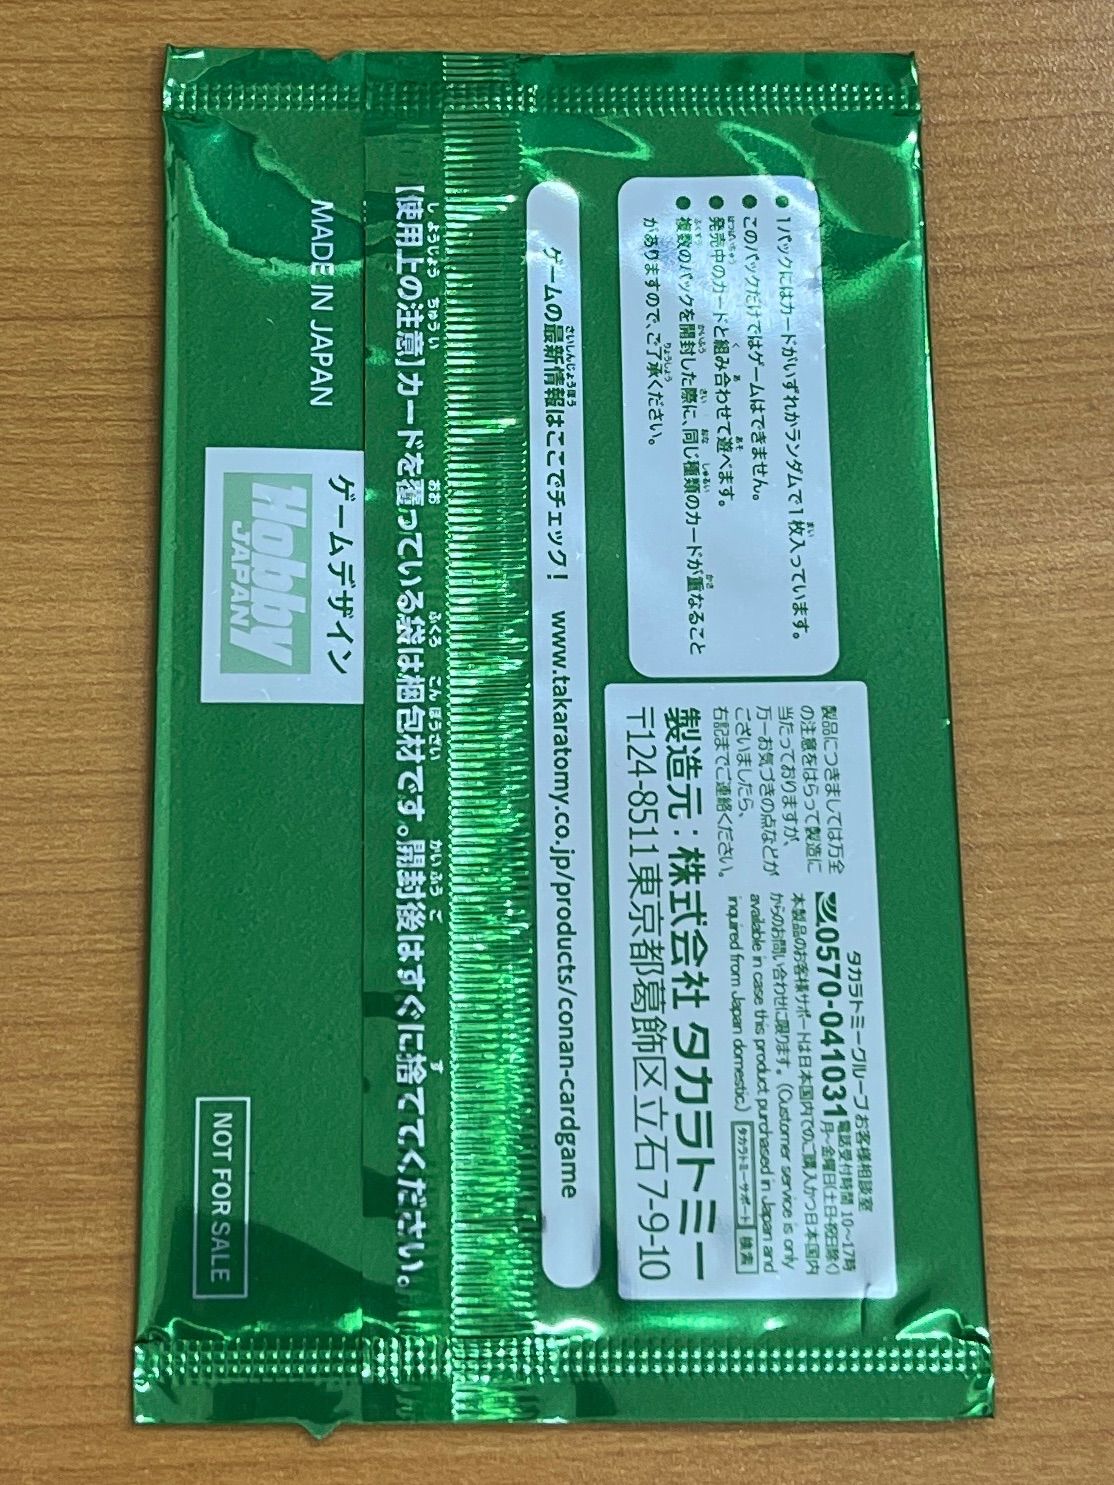 ● 1パックにはカードがいずれかランダムで1枚入っています。
● このパックだけではゲームはできません。
● 発売中のカードと組み合わせて遊べます。
● 複数のパックを開封した際に、同じ種類のカードが重なること
がありますので、ご了承ください。
製品につきましては万全
の注意をはらって製造に
当たっておりますが、
万一お気づきの点などが
ございましたら、
右記までご連絡ください。
タカラトミーグループお客様相談室
0570-041031 電話受付時間 10~17時
月~金曜日(土・日・祝日除く)
本製品のお客様サポートは日本国内でのご購入かつ日本国内
からのお問い合わせに限ります。(Customer service is only
available in case this product purchased in Japan and
inquired from Japan domestic.) タカラトミーサポート 検索
製造元:株式会社 タカラトミー
〒124-8511東京都葛飾区立石7-9-10
ゲームの最新情報はここでチェック! www.takaratomy.co.jp/products/conan-cardgame
【使用上の注意】カードを覆っている袋は梱包材です。開封後はすぐに捨ててください。
MADE IN JAPAN
ゲームデザイン
Hobby
JAPAN
NOT FOR SALE